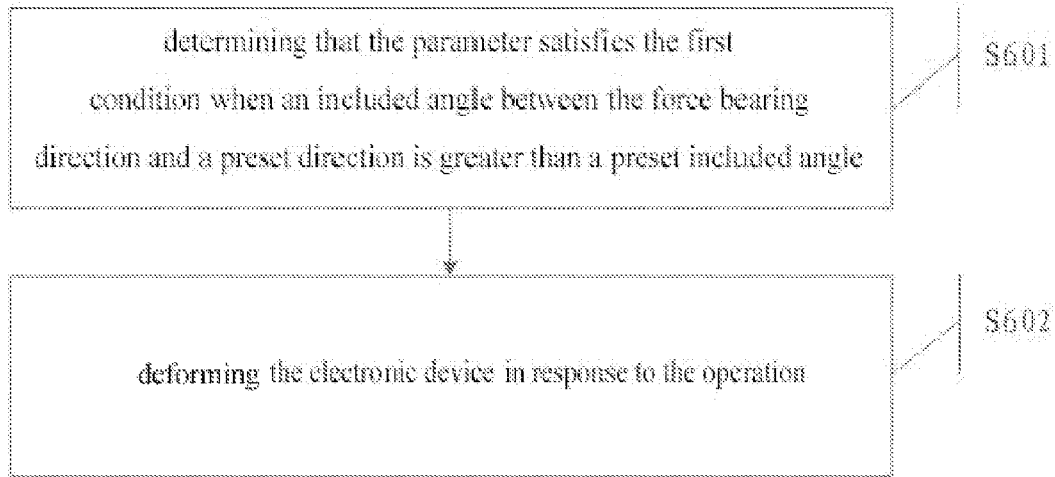 determining that the parameter satisfies the first
condition when an included angle between the force bearing
direction and a preset direction is greater than a preset included angle
S601
deforming the electronic device in response to the operation
S602